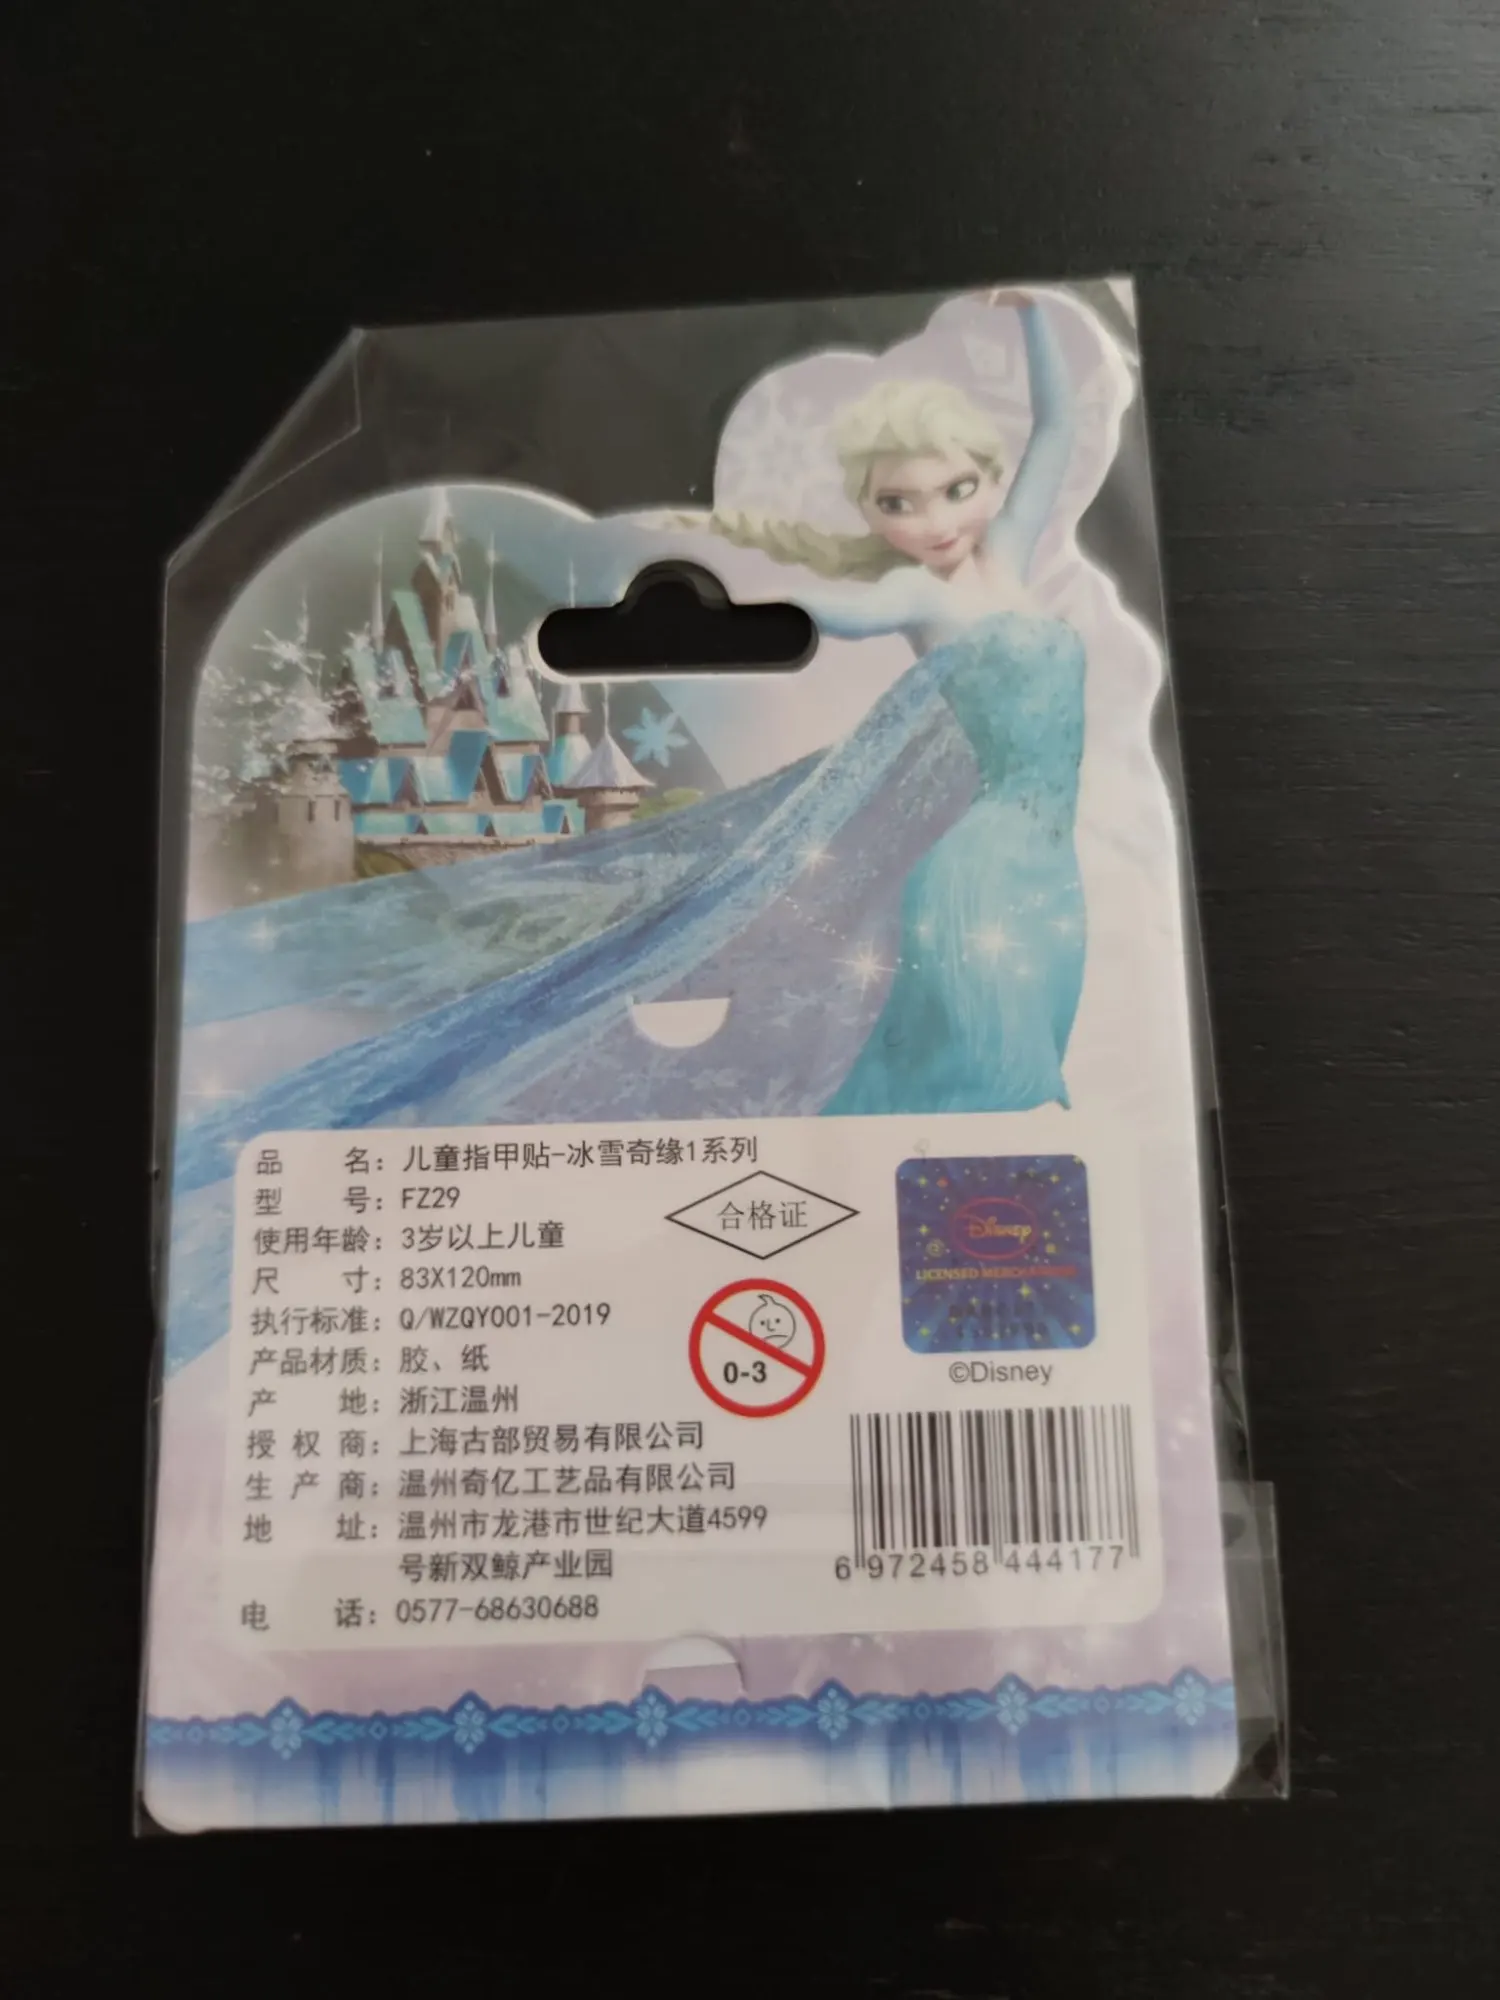 品 名：儿童指甲贴-冰雪奇缘1系列
型 号：FZ29
使用年龄：3岁以上儿童
尺 寸：83X120mm
执行标准：Q/WZQY001-2019
产品材质：胶、纸
产 地：浙江温州
授 权 商：上海古部贸易有限公司
生 产 商：温州奇亿工艺品有限公司
地 址：温州市龙港市世纪大道4599
号新双鲸产业园
电 话：0577-68630688
合格证
0-3
Disney
LICENSED MERCHANDISE
©Disney
6 972458 444177